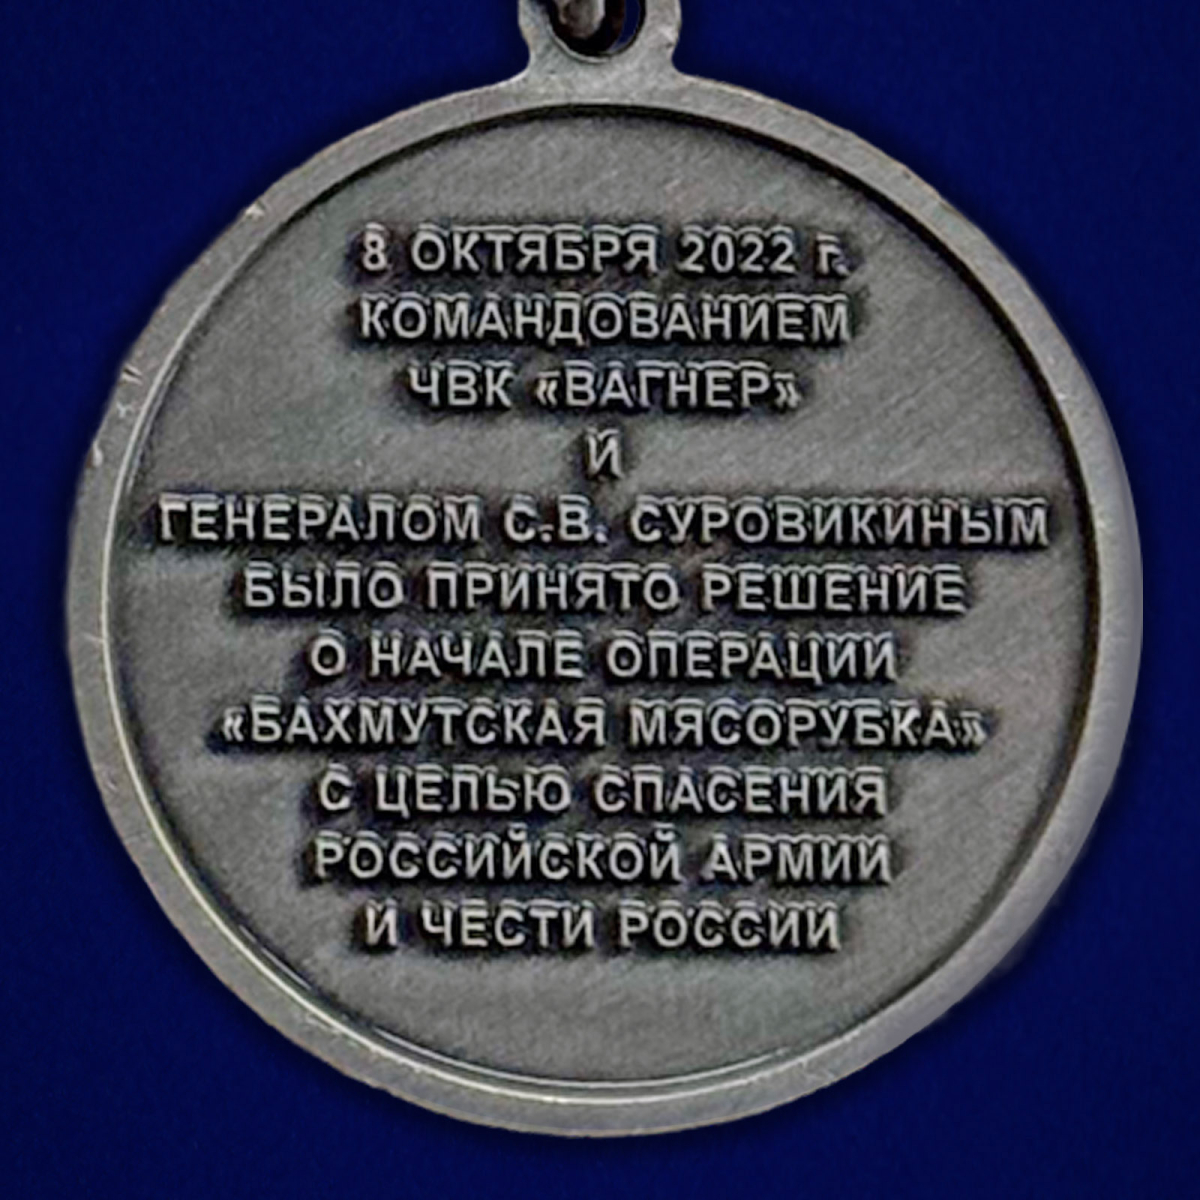 8 ОКТЯБРЯ 2022 г.
КОМАНДОВАНИЕМ
ЧВК «ВАГНЕР»
И
ГЕНЕРАЛОМ С.В. СУРОВИКИНЫМ
БЫЛО ПРИНЯТО РЕШЕНИЕ
О НАЧАЛЕ ОПЕРАЦИИ
«БАХМУТСКАЯ МЯСОРУБКА»
С ЦЕЛЬЮ СПАСЕНИЯ
РОССИЙСКОЙ АРМИИ
И ЧЕСТИ РОССИИ